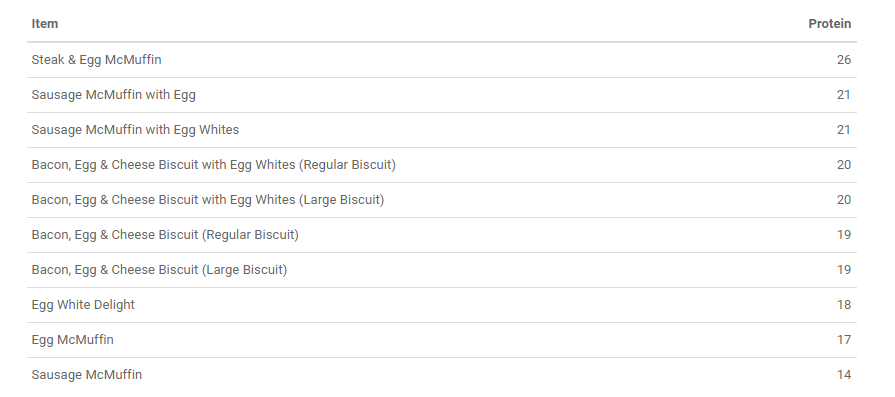 Item Protein
Steak & Egg McMuffin 26
Sausage McMuffin with Egg 21
Sausage McMuffin with Egg Whites 21
Bacon, Egg & Cheese Biscuit with Egg Whites (Regular Biscuit) 20
Bacon, Egg & Cheese Biscuit with Egg Whites (Large Biscuit) 20
Bacon, Egg & Cheese Biscuit (Regular Biscuit) 19
Bacon, Egg & Cheese Biscuit (Large Biscuit) 19
Egg White Delight 18
Egg McMuffin 17
Sausage McMuffin 14